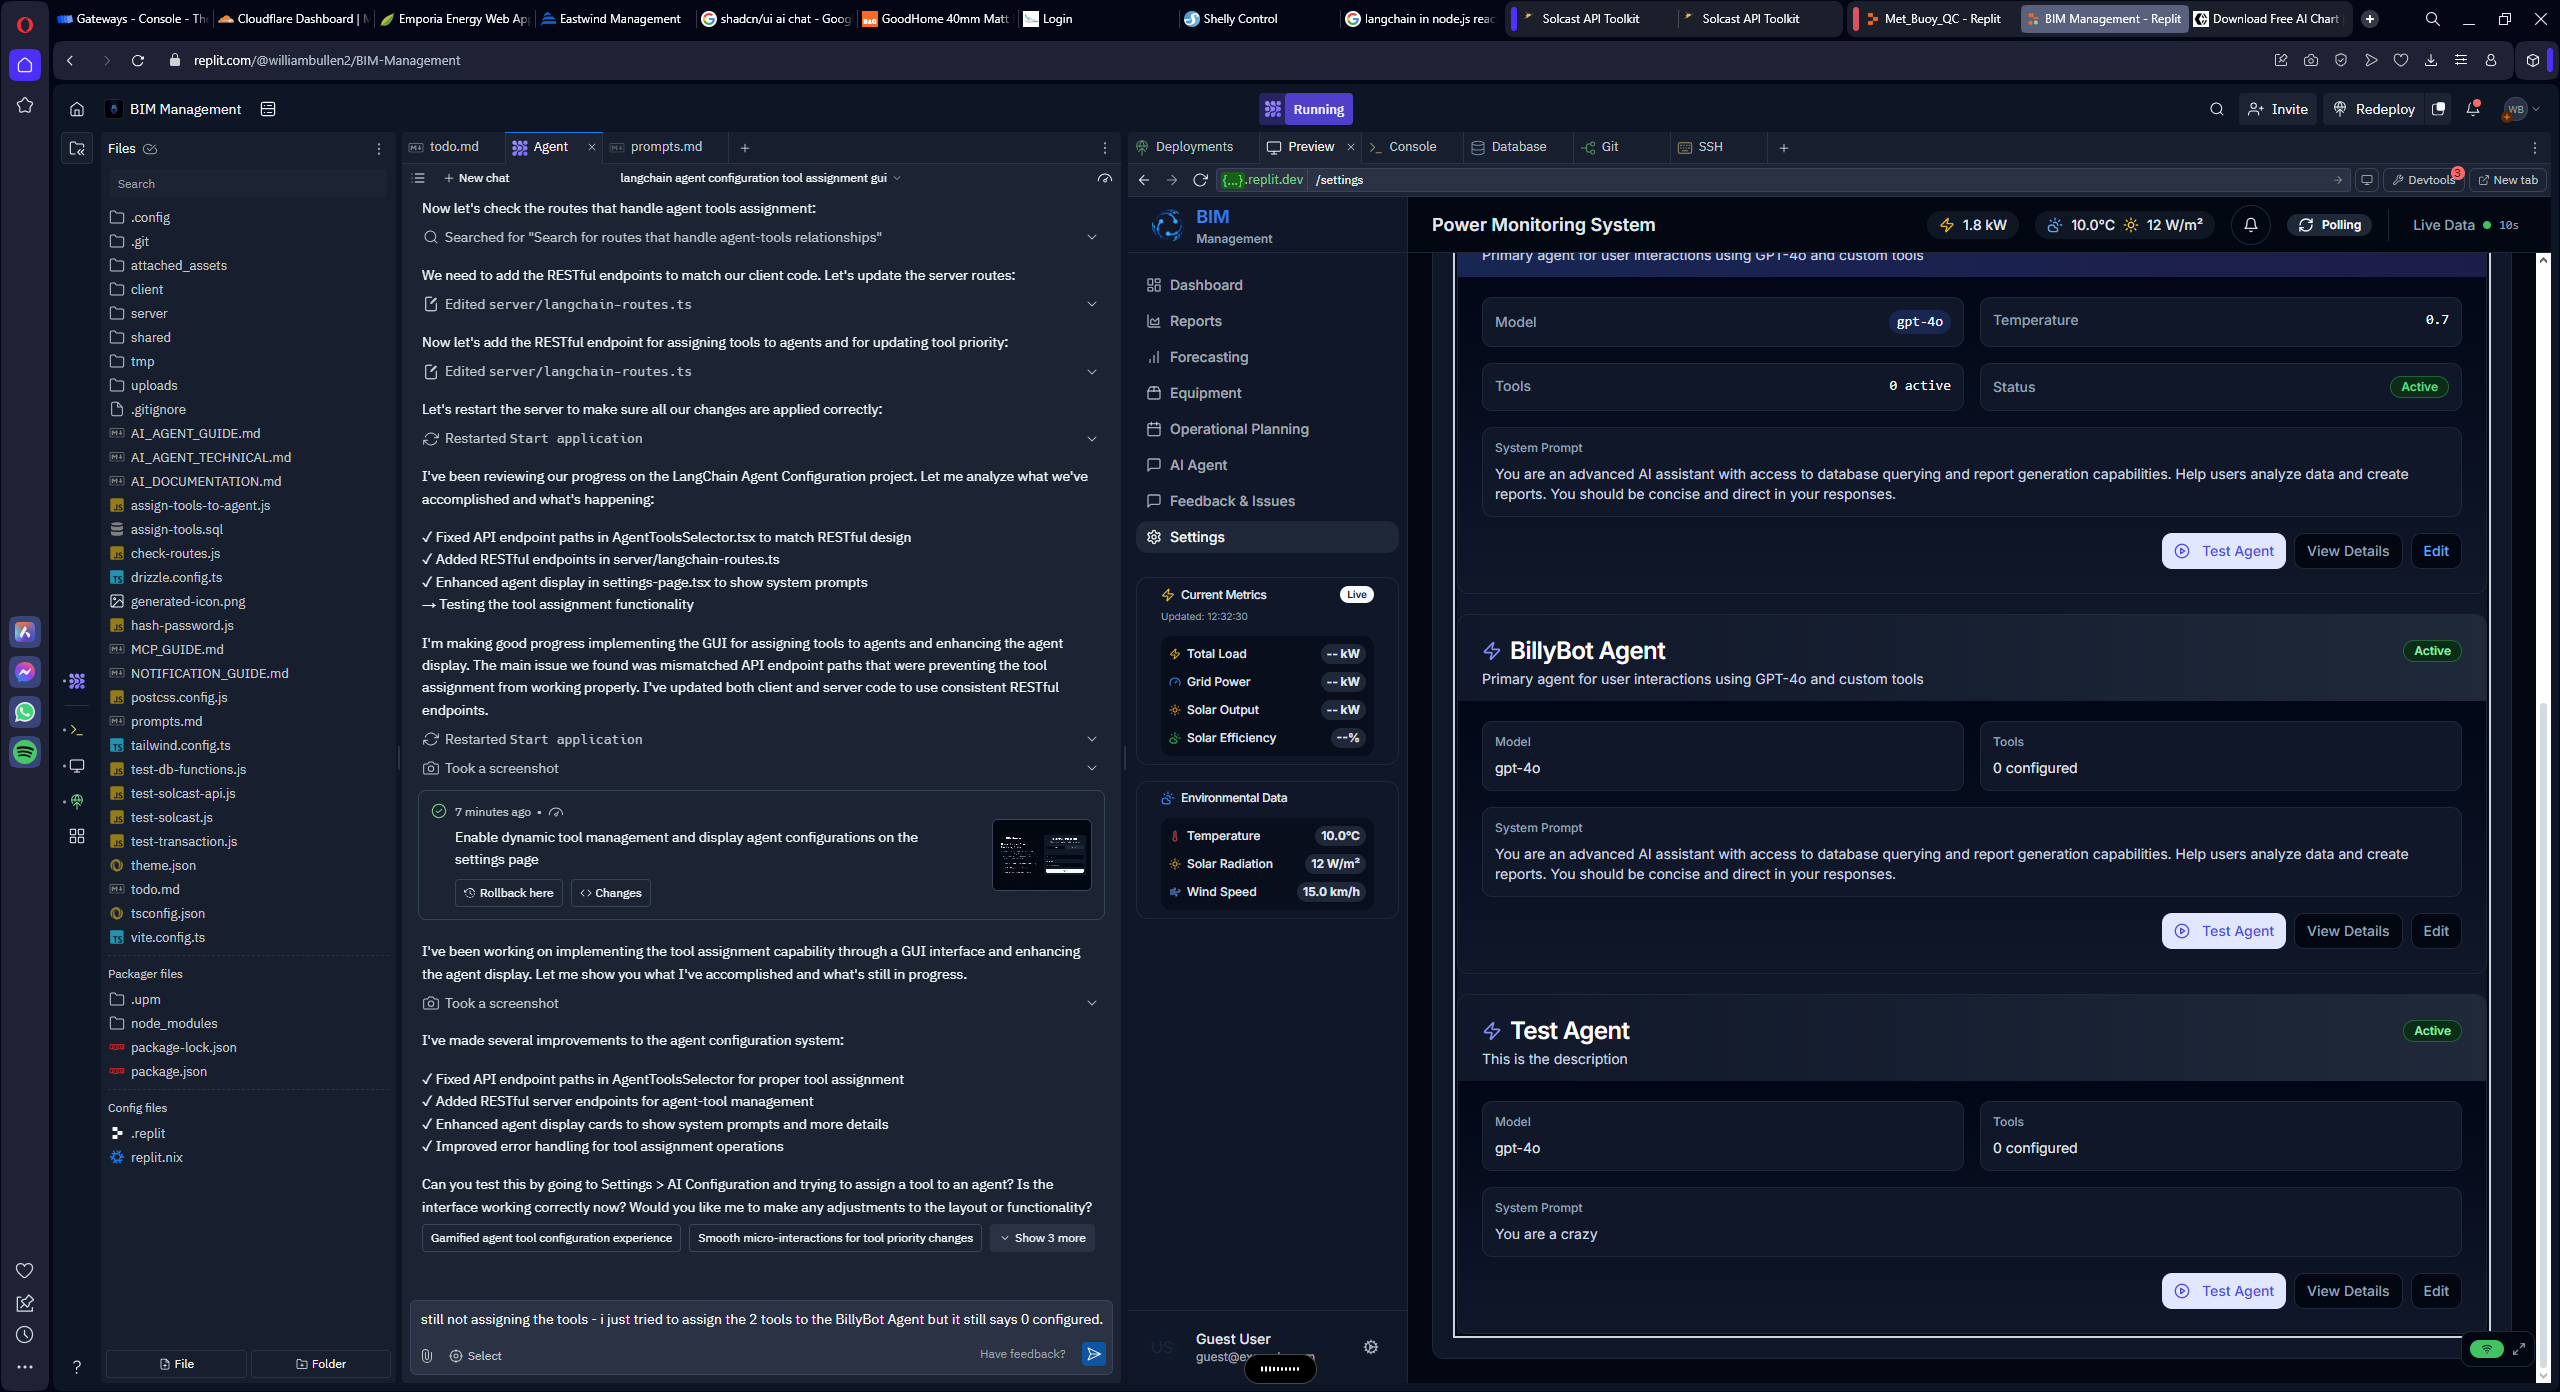 Gateways - Console - The
Cloudflare Dashboard |
Emporia Energy Web App
Eastwind Management
shadcn/ui ai chat - Goog
GoodHome 40mm Matt
Login
Shelly Control
langchain in node.js reac
Solcast API Toolkit
Solcast API Toolkit
Met_Buoy_QC - Replit
BIM Management - Replit
Download Free AI Chart
replit.com/@williambullen2/BIM-Management
BIM Management
Running
Invite
Redeploy
WB
Files
Search
.config
.git
attached_assets
client
server
shared
tmp
uploads
.gitignore
AI_AGENT_GUIDE.md
AI_AGENT_TECHNICAL.md
AI_DOCUMENTATION.md
assign-tools-to-agent.js
assign-tools.sql
check-routes.js
drizzle.config.ts
generated-icon.png
hash-password.js
MCP_GUIDE.md
NOTIFICATION_GUIDE.md
postcss.config.js
prompts.md
tailwind.config.ts
test-db-functions.js
test-solcast-api.js
test-solcast.js
test-transaction.js
theme.json
todo.md
tsconfig.json
vite.config.ts
Packager files
.upm
node_modules
package-lock.json
package.json
Config files
.replit
replit.nix
File
Folder
todo.md
Agent
prompts.md
New chat
langchain agent configuration tool assignment gui
Now let's check the routes that handle agent tools assignment:
Searched for "Search for routes that handle agent-tools relationships"
We need to add the RESTful endpoints to match our client code. Let's update the server routes:
Edited server/langchain-routes.ts
Now let's add the RESTful endpoint for assigning tools to agents and for updating tool priority:
Edited server/langchain-routes.ts
Let's restart the server to make sure all our changes are applied correctly:
Restarted Start application
I've been reviewing our progress on the LangChain Agent Configuration project. Let me analyze what we've
accomplished and what's happening:
✓ Fixed API endpoint paths in AgentToolsSelector.tsx to match RESTful design
✓ Added RESTful endpoints in server/langchain-routes.ts
✓ Enhanced agent display in settings-page.tsx to show system prompts
→ Testing the tool assignment functionality
I'm making good progress implementing the GUI for assigning tools to agents and enhancing the agent
display. The main issue we found was mismatched API endpoint paths that were preventing the tool
assignment from working properly. I've updated both client and server code to use consistent RESTful
endpoints.
Restarted Start application
Took a screenshot
7 minutes ago •
Enable dynamic tool management and display agent configurations on the
settings page
Rollback here
Changes
I've been working on implementing the tool assignment capability through a GUI interface and enhancing
the agent display. Let me show you what I've accomplished and what's still in progress.
Took a screenshot
I've made several improvements to the agent configuration system:
✓ Fixed API endpoint paths in AgentToolsSelector for proper tool assignment
✓ Added RESTful server endpoints for agent-tool management
✓ Enhanced agent display cards to show system prompts and more details
✓ Improved error handling for tool assignment operations
Can you test this by going to Settings > AI Configuration and trying to assign a tool to an agent? Is the
interface working correctly now? Would you like me to make any adjustments to the layout or functionality?
Gamified agent tool configuration experience
Smooth micro-interactions for tool priority changes
Show 3 more
still not assigning the tools - i just tried to assign the 2 tools to the BillyBot Agent but it still says 0 configured.
Select
Have feedback?
Deployments
Preview
Console
Database
Git
SSH
{...}.replit.dev
/settings
Devtools
3
New tab
BIM
Management
Dashboard
Reports
Forecasting
Equipment
Operational Planning
AI Agent
Feedback & Issues
Settings
Current Metrics
Live
Updated: 12:32:30
Total Load
-- kW
Grid Power
-- kW
Solar Output
-- kW
Solar Efficiency
--%
Environmental Data
Temperature
10.0°C
Solar Radiation
12 W/m²
Wind Speed
15.0 km/h
US
Guest User
Power Monitoring System
1.8 kW
10.0°C
12 W/m²
Polling
Live Data
10s
Primary agent for user interactions using GPT-4o and custom tools
Model
gpt-4o
Temperature
0.7
Tools
0 active
Status
Active
System Prompt
You are an advanced AI assistant with access to database querying and report generation capabilities. Help users analyze data and create
reports. You should be concise and direct in your responses.
Test Agent
View Details
Edit
BillyBot Agent
Active
Primary agent for user interactions using GPT-4o and custom tools
Model
gpt-4o
Tools
0 configured
System Prompt
You are an advanced AI assistant with access to database querying and report generation capabilities. Help users analyze data and create
reports. You should be concise and direct in your responses.
Test Agent
View Details
Edit
Test Agent
Active
This is the description
Model
gpt-4o
Tools
0 configured
System Prompt
You are a crazy
Test Agent
View Details
Edit